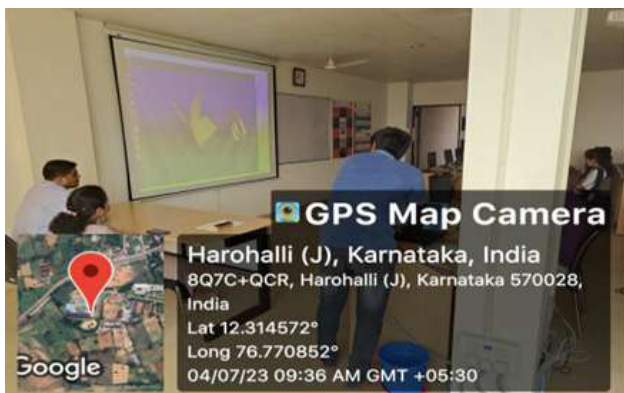 GPS Map Camera
Harohalli (J), Karnataka, India
8Q7C+QCR, Harohalli (J), Karnataka 570028,
India
Lat 12.314572°
Long 76.770852°
04/07/23 09:36 AM GMT +05:30
Google